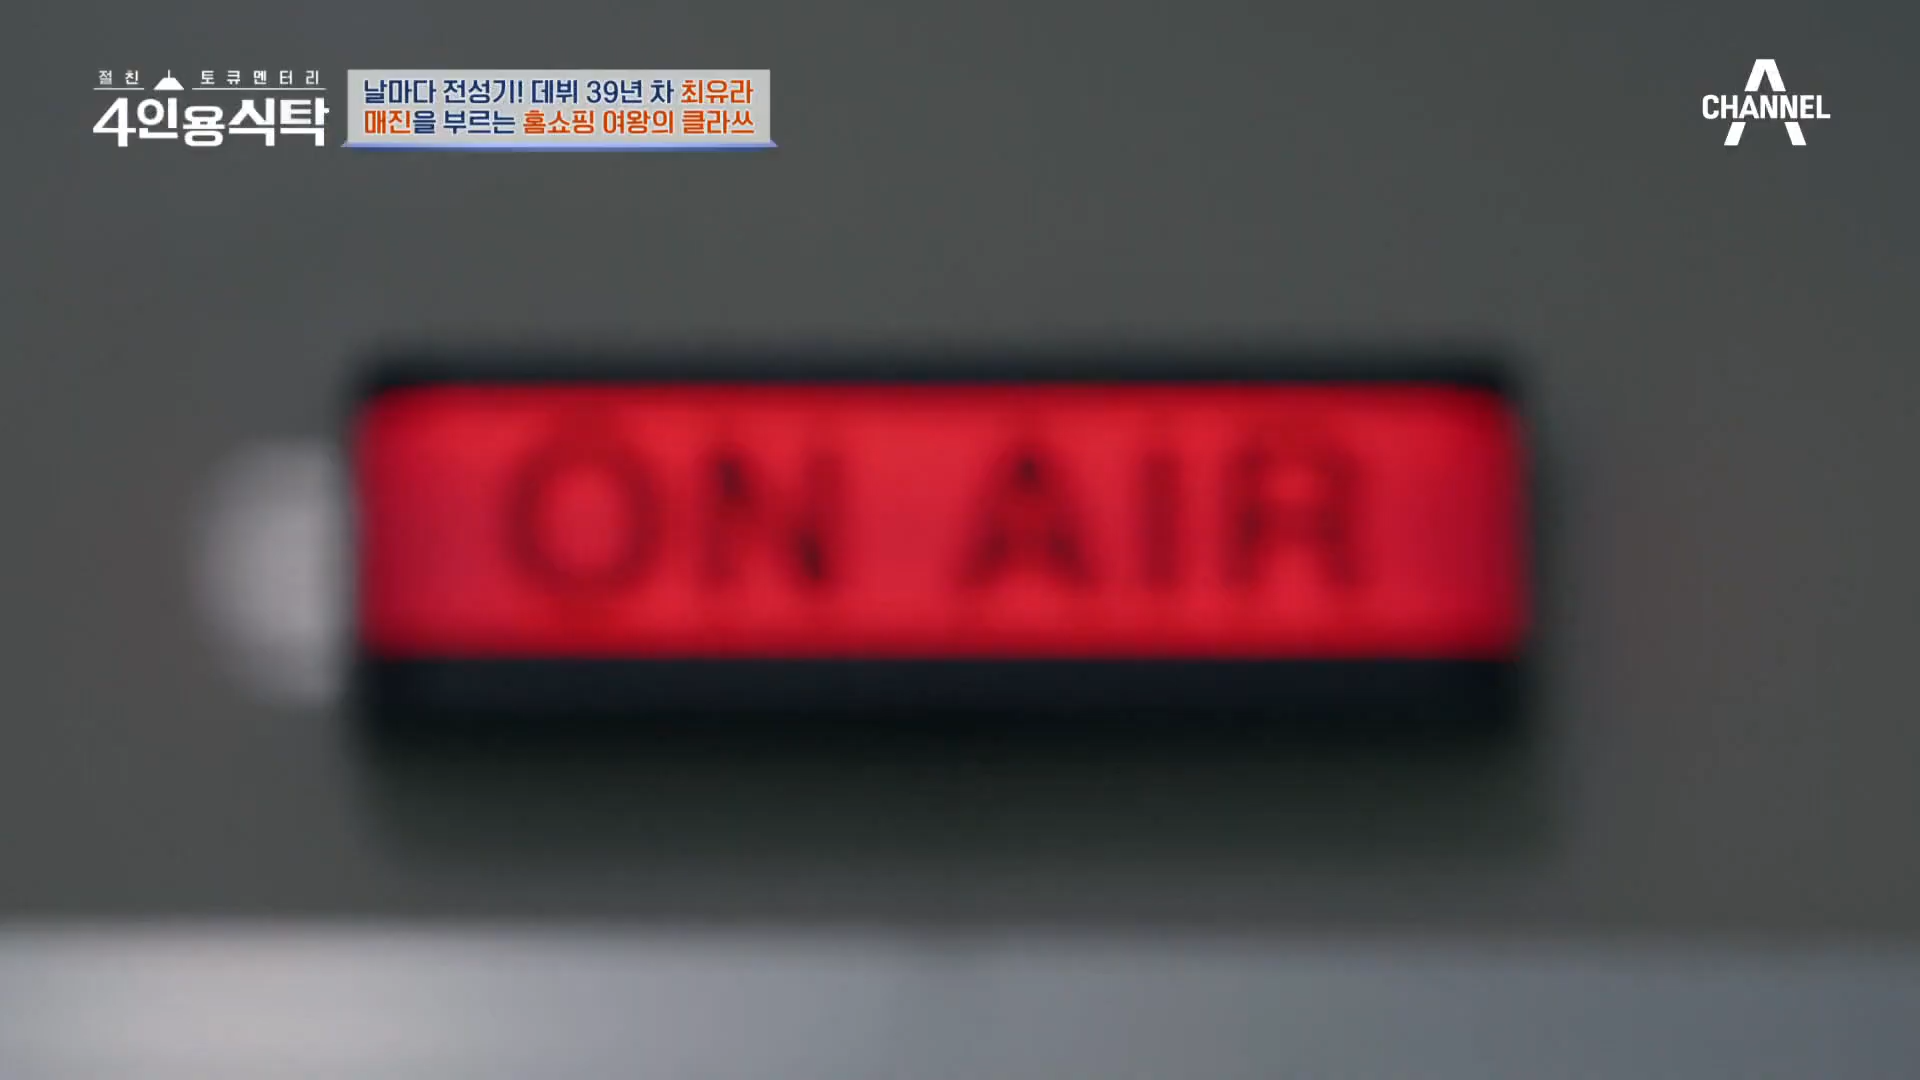 절친 토큐멘터리
4인용식탁
날마다 전성기! 데뷔 39년 차 최유라
매진을 부르는 홈쇼핑 여왕의 클라쓰
CHANNEL A
ON AIR